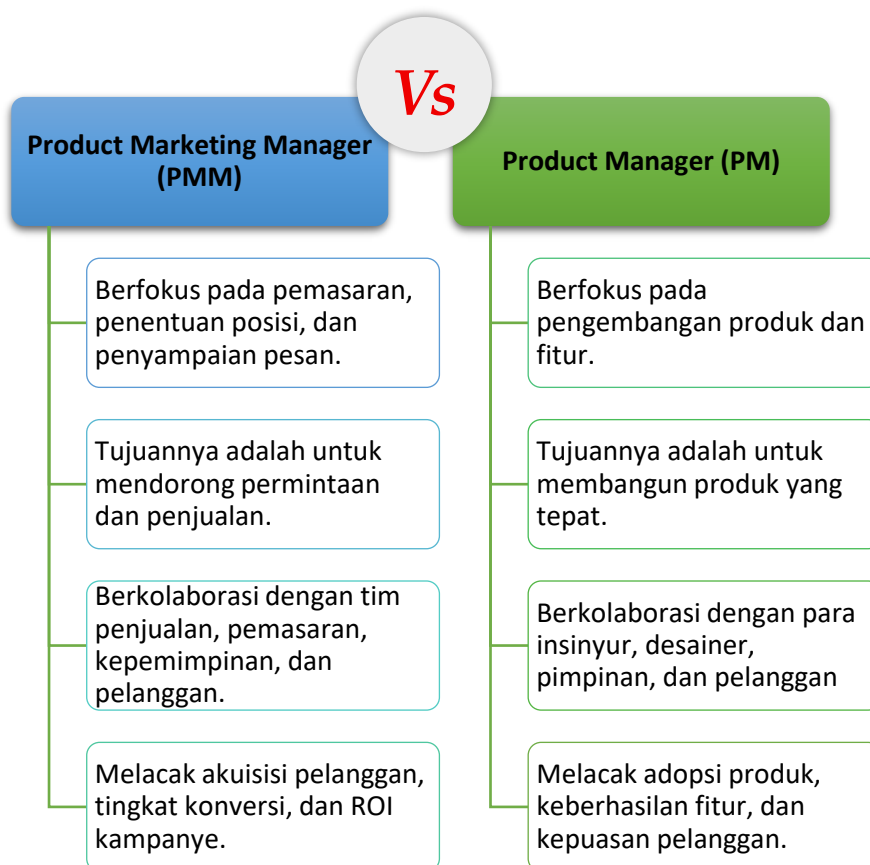 Vs
Product Marketing Manager
(PMM)
Berfokus pada pemasaran,
penentuan posisi, dan
penyampaian pesan.
Tujuannya adalah untuk
mendorong permintaan
dan penjualan.
Berkolaborasi dengan tim
penjualan, pemasaran,
kepemimpinan, dan
pelanggan.
Melacak akuisisi pelanggan,
tingkat konversi, dan ROI
kampanye.
Product Manager (PM)
Berfokus pada
pengembangan produk dan
fitur.
Tujuannya adalah untuk
membangun produk yang
tepat.
Berkolaborasi dengan para
insinyur, desainer,
pimpinan, dan pelanggan
Melacak adopsi produk,
keberhasilan fitur, dan
kepuasan pelanggan.